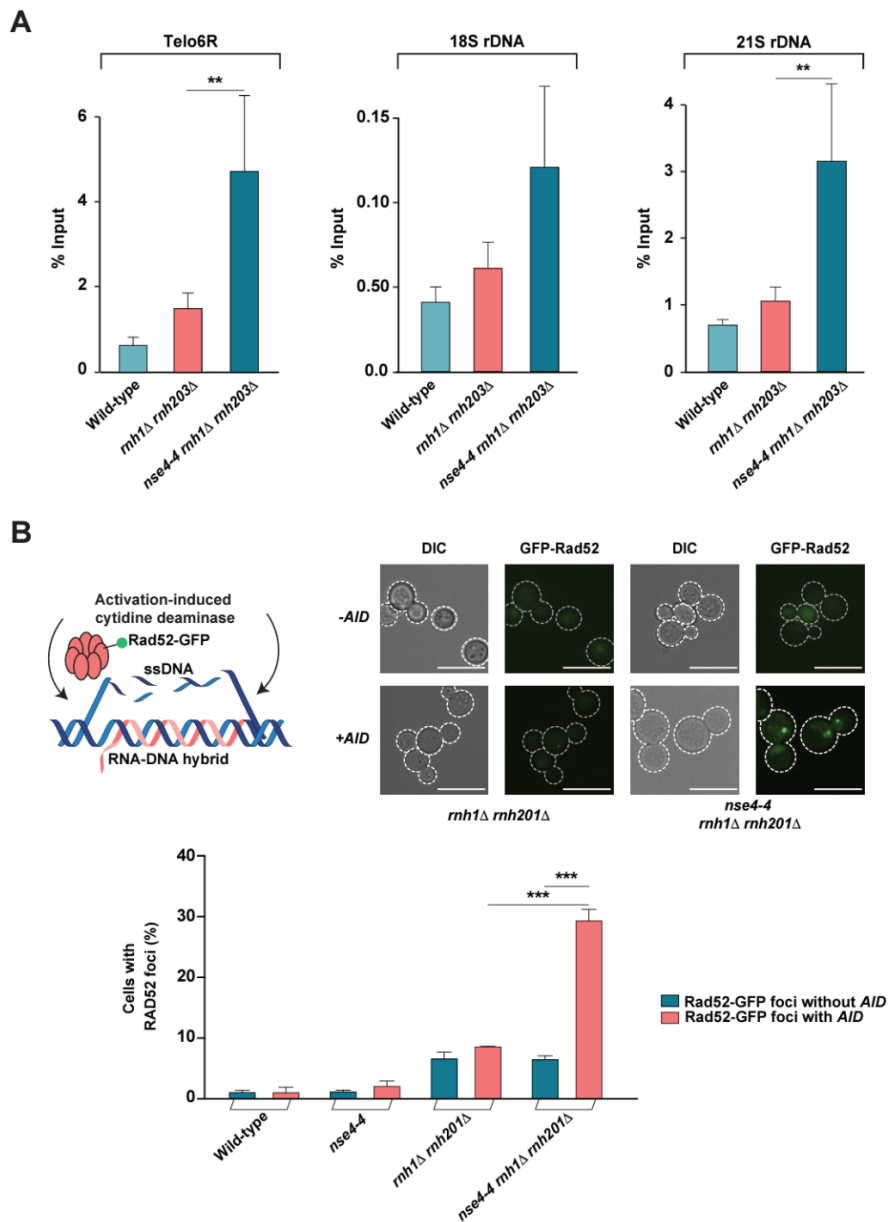 A
Telo6R
18S rDNA
21S rDNA
**
**
6
4
2
0
% Input
0.15
0.10
0.50
0.0
% Input
4
3
2
1
0
% Input
Wild-type
rnh1Δ rnh203Δ
nse4-4 rnh1Δ rnh203Δ
Wild-type
rnh1Δ rnh203Δ
nse4-4 rnh1Δ rnh203Δ
Wild-type
rnh1Δ rnh203Δ
nse4-4 rnh1Δ rnh203Δ
B
Activation-induced
cytidine deaminase
Rad52-GFP
ssDNA
RNA-DNA hybrid
DIC
GFP-Rad52
DIC
GFP-Rad52
-AID
+AID
rnh1Δ rnh201Δ
nse4-4
rnh1Δ rnh201Δ
40
30
20
10
0
Cells with
RAD52 foci (%)
***
***
Rad52-GFP foci without AID
Rad52-GFP foci with AID
Wild-type
nse4-4
rnh1Δ rnh201Δ
nse4-4 rnh1Δ rnh201Δ